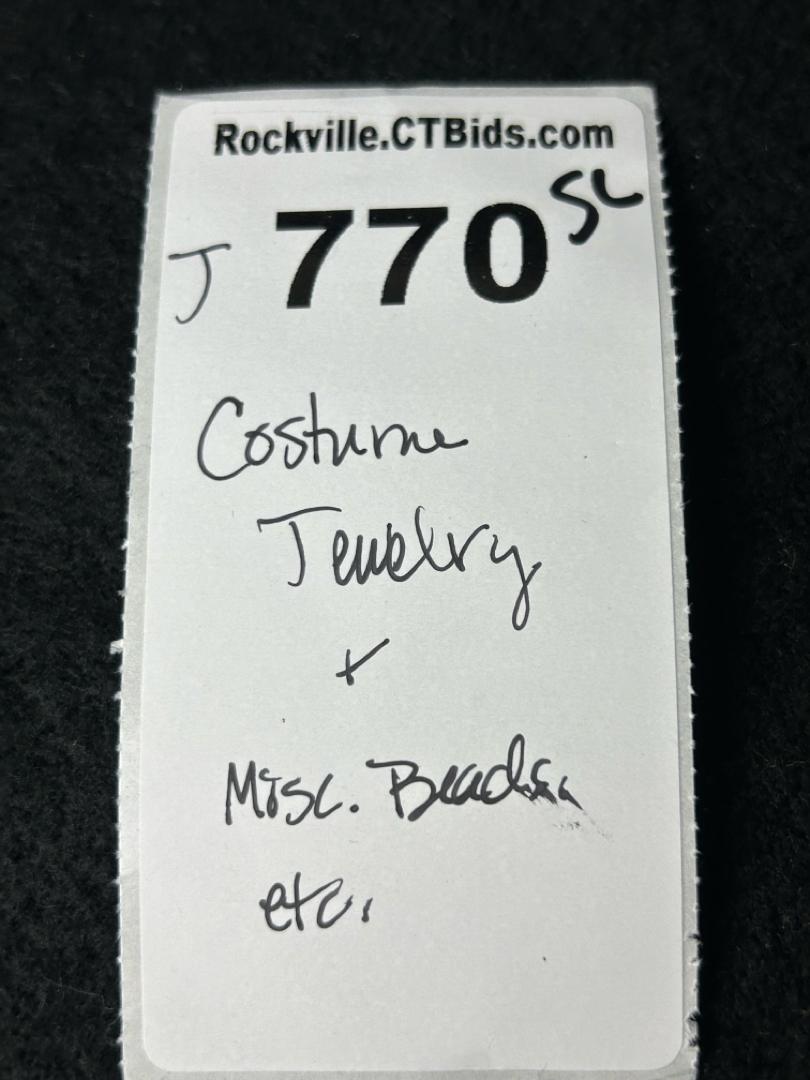 Rockville.CTBids.com
J 770 SL
Costume
Jewelry
+
Misc. Beads
etc.